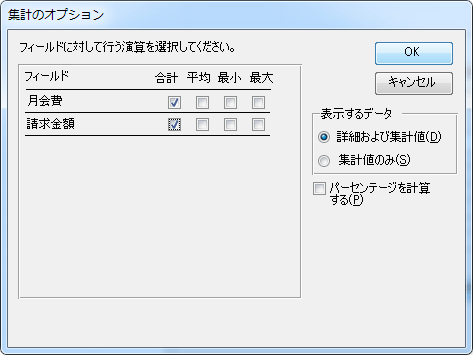 集計のオプション
フィールドに対して行う演算を選択してください。
OK
キャンセル
フィールド 合計 平均 最小 最大
月会費
請求金額
表示するデータ
詳細および集計値(D)
集計値のみ(S)
パーセンテージを計算
する(P)